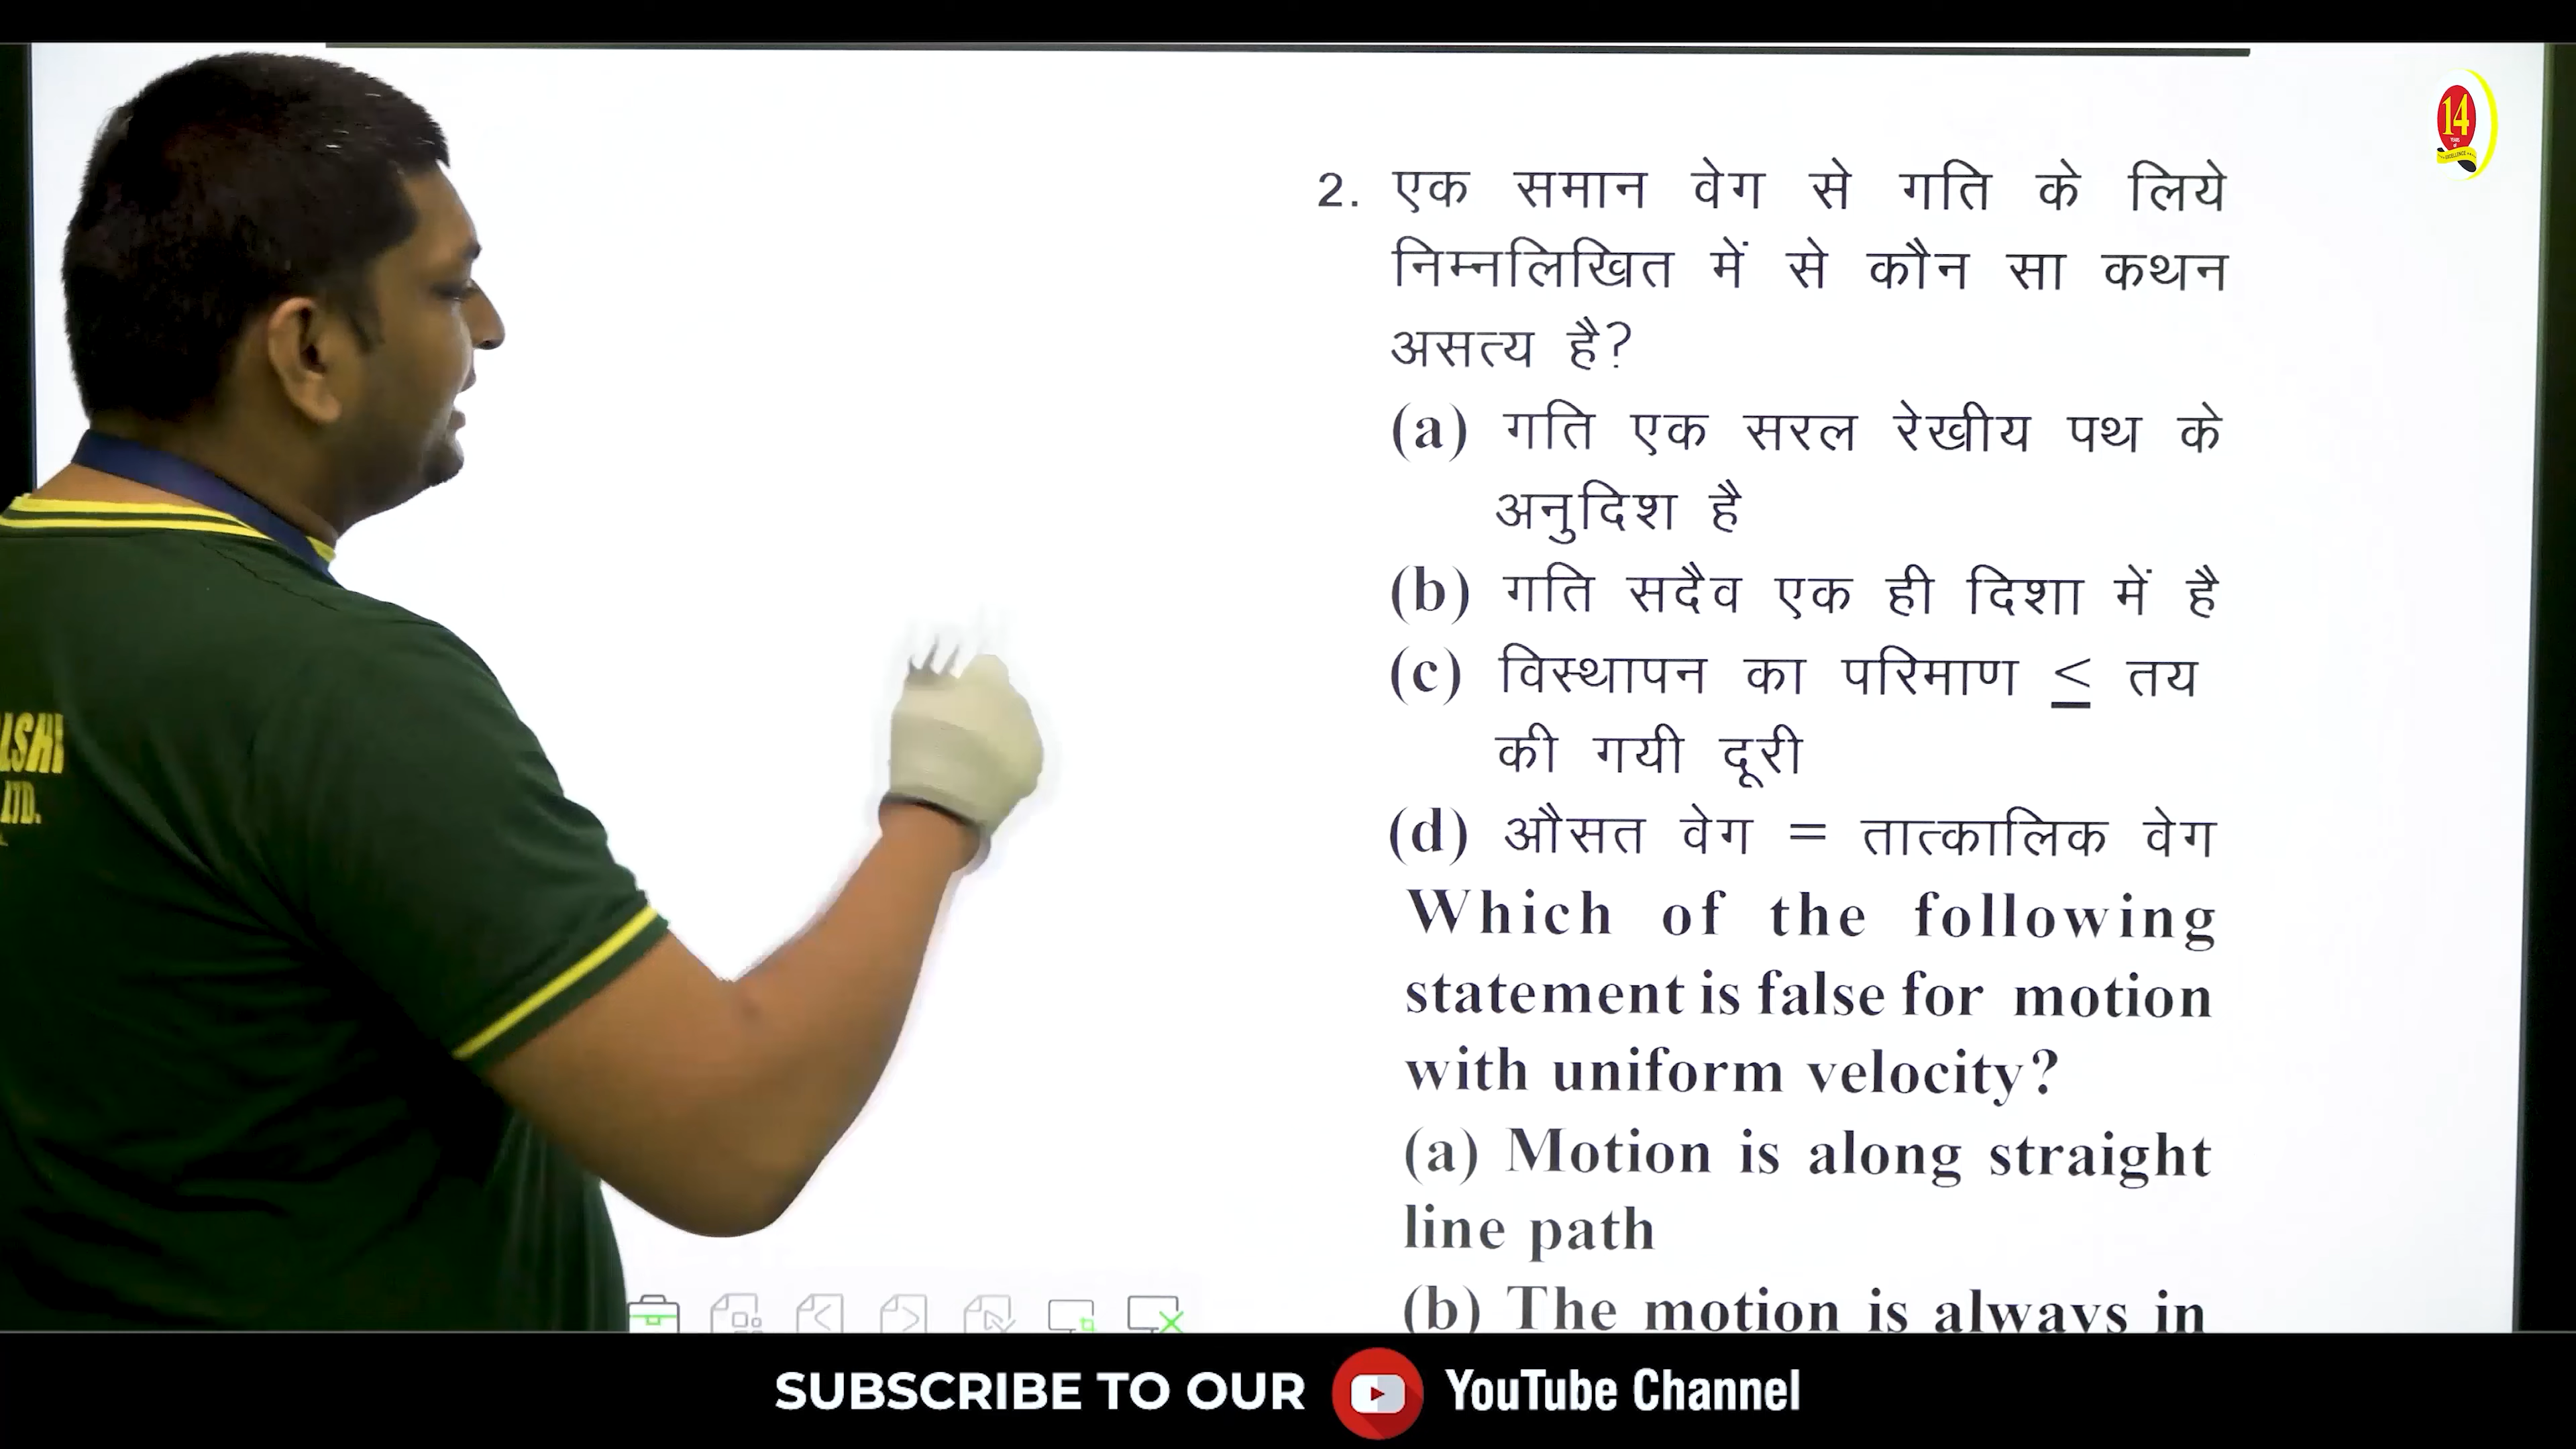 14
2. एक समान वेग से गति के लिये
निम्नलिखित में से कौन सा कथन
असत्य है?
(a) गति एक सरल रेखीय पथ के
अनुदिश है
(b) गति सदैव एक ही दिशा में है
(c) विस्थापन का परिमाण ≤ तय
की गयी दूरी
(d) औसत वेग = तात्कालिक वेग
Which of the following
statement is false for motion
with uniform velocity?
(a) Motion is along straight
line path
(b) The motion is always in
LTD.
SUBSCRIBE TO OUR YouTube Channel